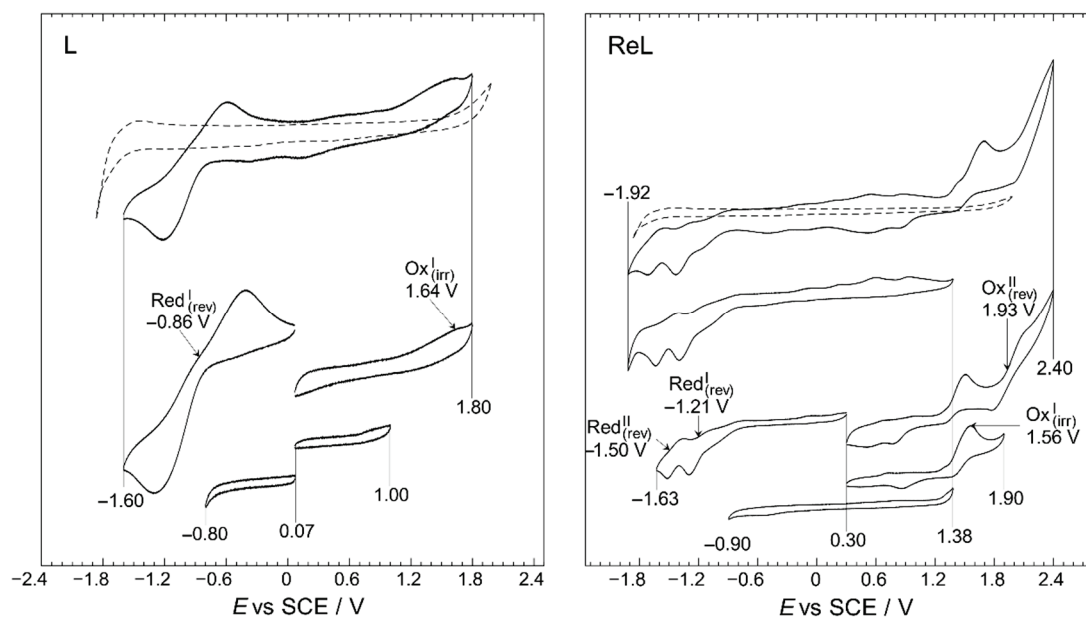 L
Red I (rev)
−0.86 V
Ox I (irr)
1.64 V
−1.60
1.80
−0.80
0.07
1.00
−2.4 −1.8 −1.2 −0.6 0 0.6 1.2 1.8 2.4
E vs SCE / V
ReL
−1.92
Ox II (rev)
1.93 V
2.40
Red I (rev)
−1.21 V
Red II (rev)
−1.50 V
Ox I (irr)
1.56 V
−1.63
1.90
−0.90
0.30
1.38
−1.8 −1.2 −0.6 0 0.6 1.2 1.8 2.4
E vs SCE / V